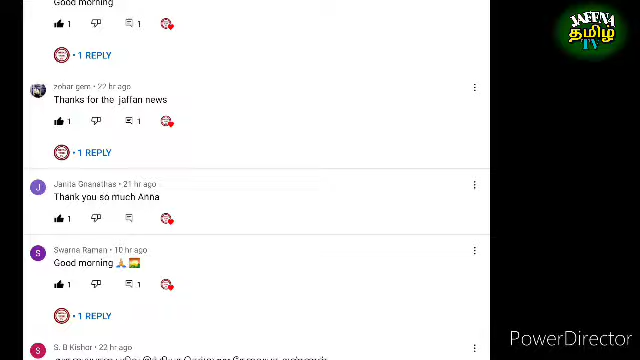 Good morning
1
1
• 1 REPLY
zohar gem • 22 hr ago
Thanks for the jaffan news
1
1
• 1 REPLY
J
Janita Gnanathas • 21 hr ago
Thank you so much Anna
1
S
Swarna Raman • 10 hr ago
Good morning 🙏
1
1
• 1 REPLY
S
S. B Kishor • 22 hr ago
JAFFNA
தமிழ்
TV
PowerDirector